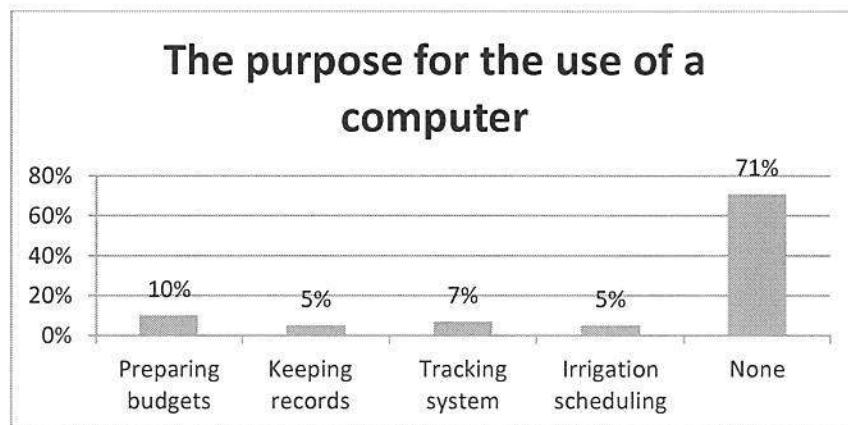 The purpose for the use of a
computer
80%
60%
40%
20%
0%
10%
5%
7%
5%
71%
Preparing
budgets
Keeping
records
Tracking
system
Irrigation
scheduling
None